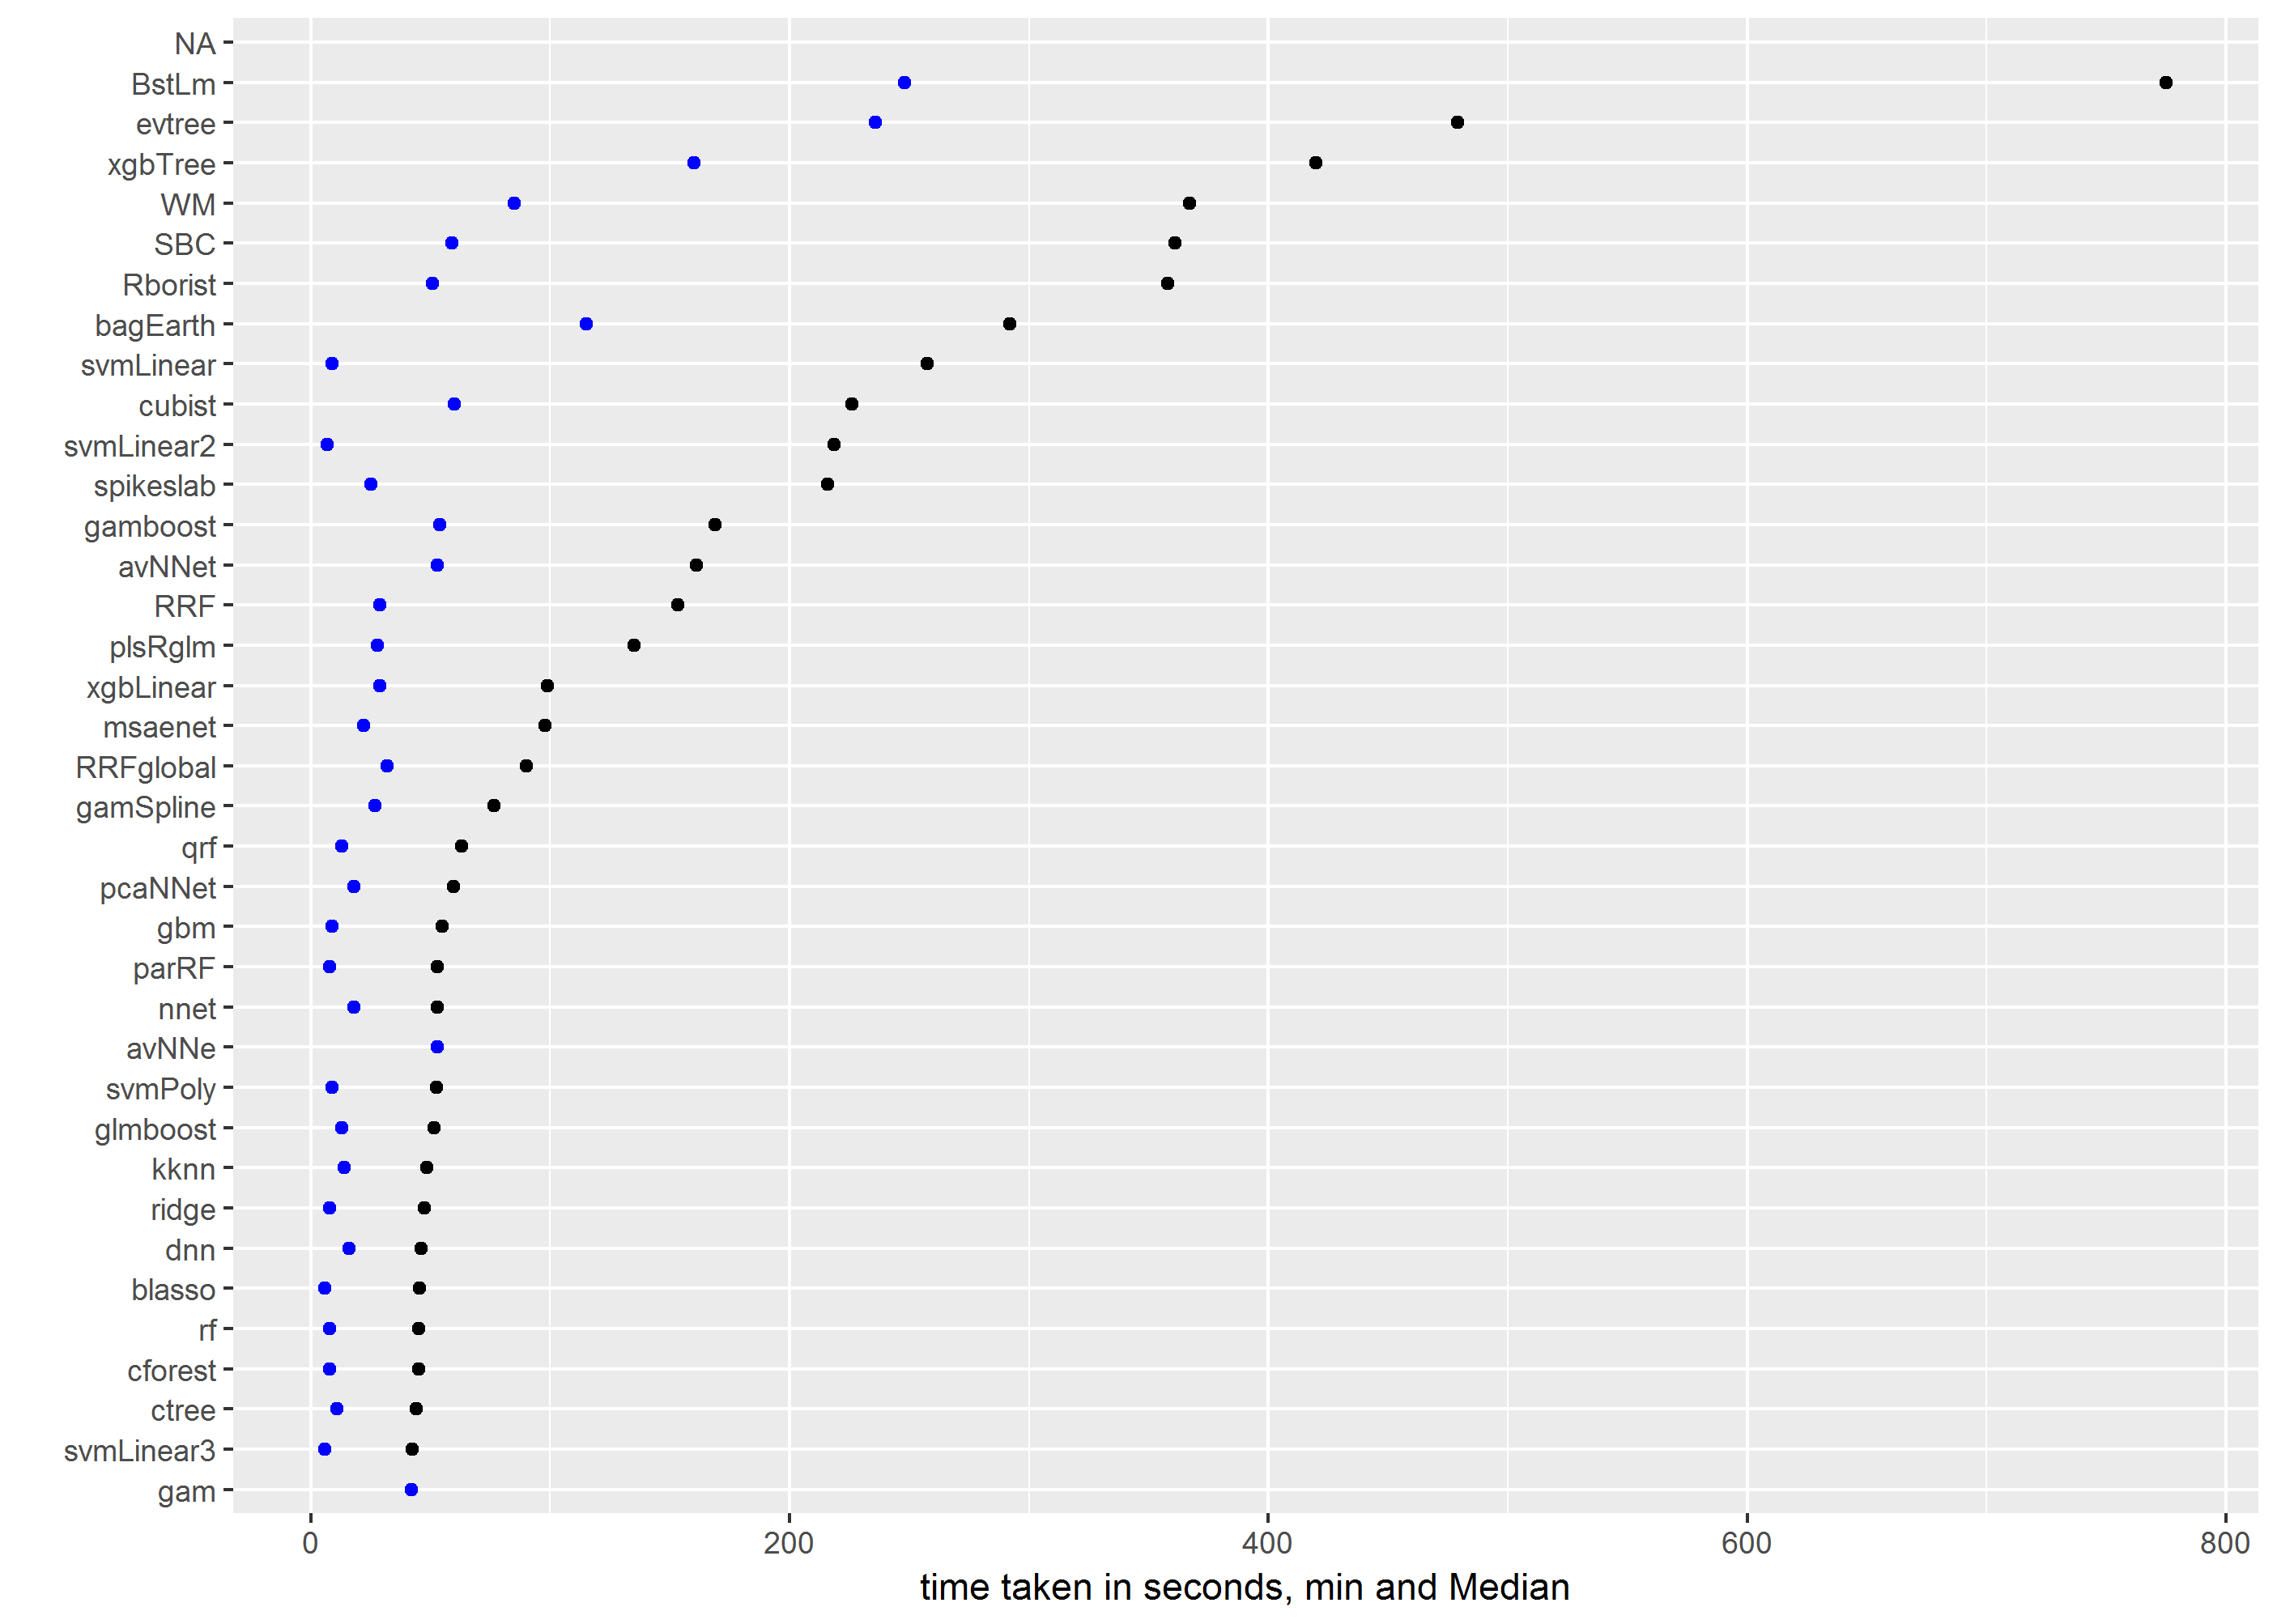 NA
BstLm
evtree
xgbTree
WM
SBC
Rborist
bagEarth
svmLinear
cubist
svmLinear2
spikeslab
gamboost
avNNet
RRF
plsRglm
xgbLinear
msaenet
RRFglobal
gamSpline
qrf
pcaNNet
gbm
parRF
nnet
avNNe
svmPoly
glmboost
kknn
ridge
dnn
blasso
rf
cforest
ctree
svmLinear3
gam
0 200 400 600 800
time taken in seconds, min and Median